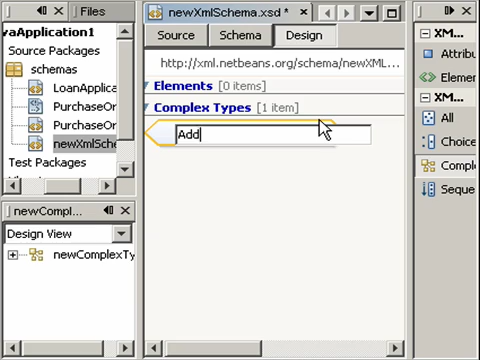 Files
newXmlSchema.xsd *
XM...
vaApplication1
Source Packages
schemas
LoanApplica
PurchaseOr
PurchaseOr
newXmlSche
Test Packages
Source
Schema
Design
http://xml.netbeans.org/schema/newXML...
Elements [0 items]
Complex Types [1 item]
Add
Attribu
Elemen
XM...
All
Choice
Comple
Seque
newCompl...
Design View
newComplexTy